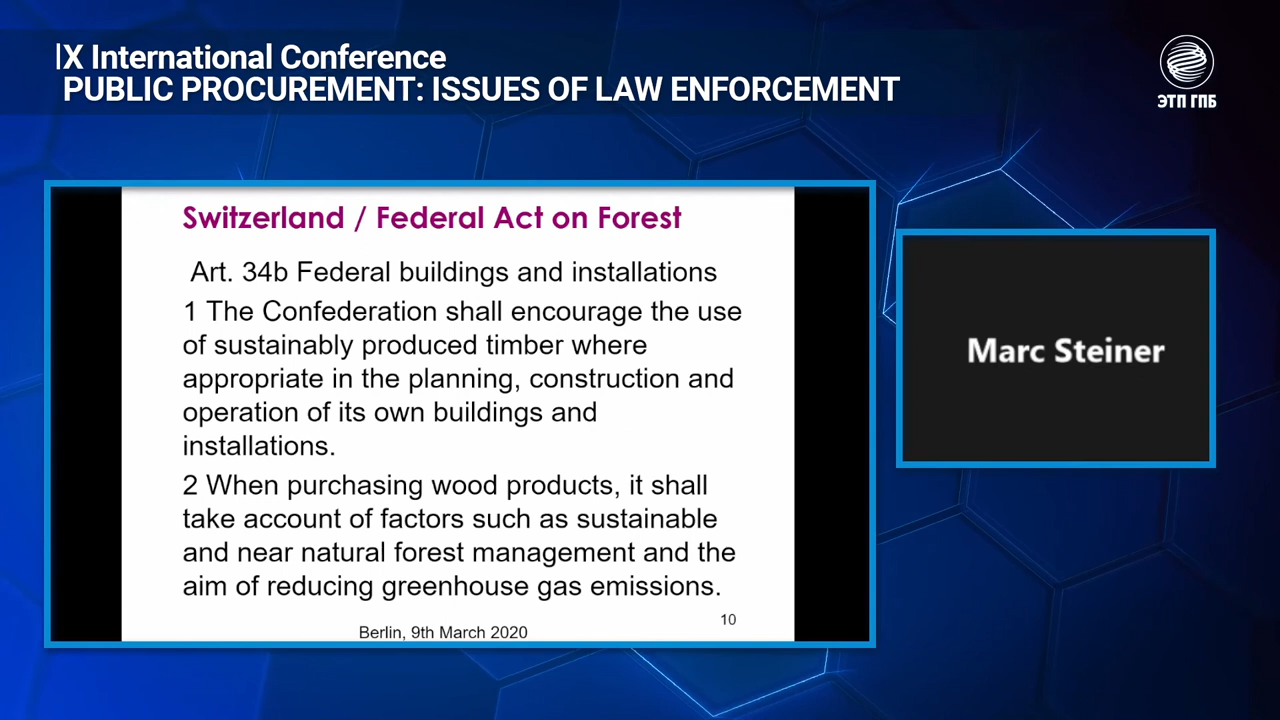 IX International Conference
PUBLIC PROCUREMENT: ISSUES OF LAW ENFORCEMENT
ЭТП ГПБ
Switzerland / Federal Act on Forest
Art. 34b Federal buildings and installations
1 The Confederation shall encourage the use
of sustainably produced timber where
appropriate in the planning, construction and
operation of its own buildings and
installations.
2 When purchasing wood products, it shall
take account of factors such as sustainable
and near natural forest management and the
aim of reducing greenhouse gas emissions.
10
Berlin, 9th March 2020
Marc Steiner